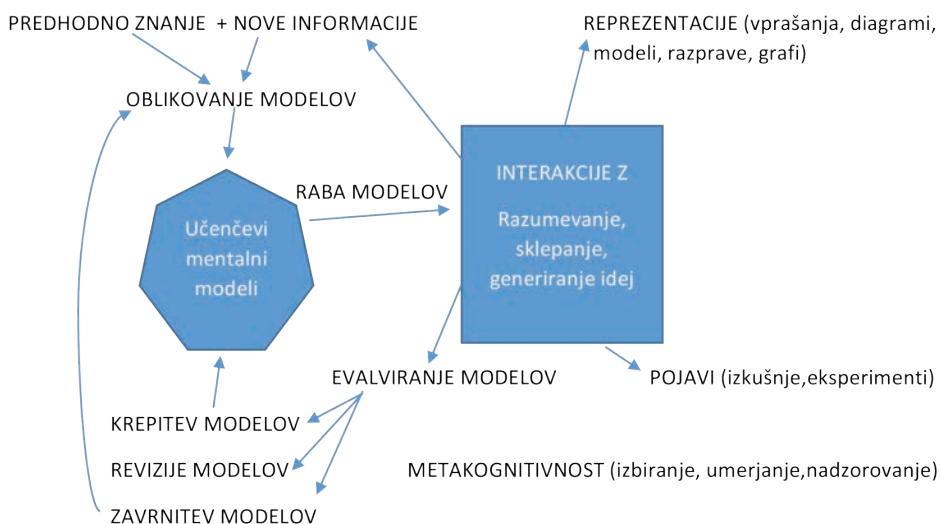 PREDHODNO ZNANJE + NOVE INFORMACIJE
REPREZENTACIJE (vprašanja, diagrami,
modeli, razprave, grafi)
OBLIKOVANJE MODELOV
RABA MODELOV
Učenčevi
mentalni
modeli
INTERAKCIJE Z
Razumevanje,
sklepanje,
generiranje idej
EVALVIRANJE MODELOV
POJAVI (izkušnje,eksperimenti)
KREPITEV MODELOV
REVIZIJE MODELOV
METAKOGNITIVNOST (izbiranje, umerjanje,nadzorovanje)
ZAVRNITEV MODELOV